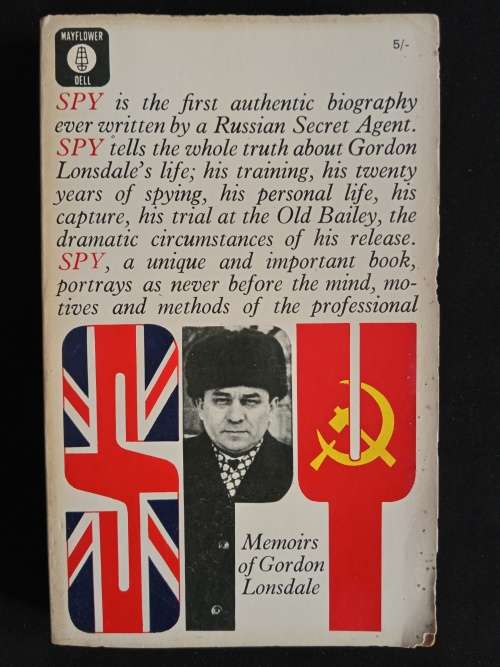 MAYFLOWER
DELL
5/-
SPY is the first authentic biography
ever written by a Russian Secret Agent.
SPY tells the whole truth about Gordon
Lonsdale's life; his training, his twenty
years of spying, his personal life, his
capture, his trial at the Old Bailey, the
dramatic circumstances of his release.
SPY, a unique and important book,
portrays as never before the mind, mo-
tives and methods of the professional
SPY
Memoirs
of Gordon
Lonsdale